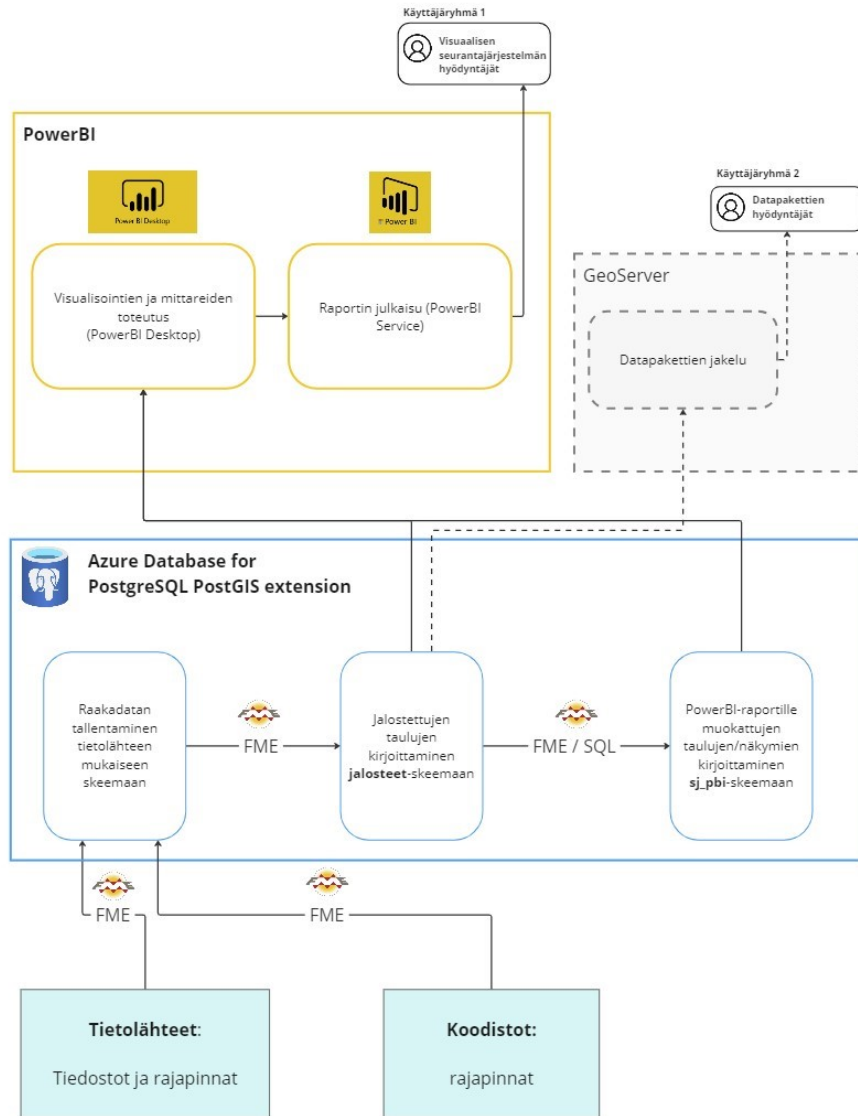 Käyttäjäryhmä 1
Visuaalisen
seurantajärjestelmän
hyödyntäjät
PowerBI
Power BI Desktop
Power BI
Visualisointien ja mittareiden
toteutus
(PowerBI Desktop)
Raportin julkaisu (PowerBI
Service)
Käyttäjäryhmä 2
Datapakettien
hyödyntäjät
GeoServer
Datapakettien jakelu
Azure Database for
PostgreSQL PostGIS extension
Raakadatan
tallentaminen
tietolähteen
mukaiseen
skeemaan
FME
Jalostettujen
taulujen
kirjoittaminen
jalosteet-skeemaan
FME / SQL
PowerBI-raportille
muokattujen
taulujen/näkymien
kirjoittaminen
sj_pbi-skeemaan
FME
FME
Tietolähteet:
Tiedostot ja rajapinnat
Koodistot:
rajapinnat